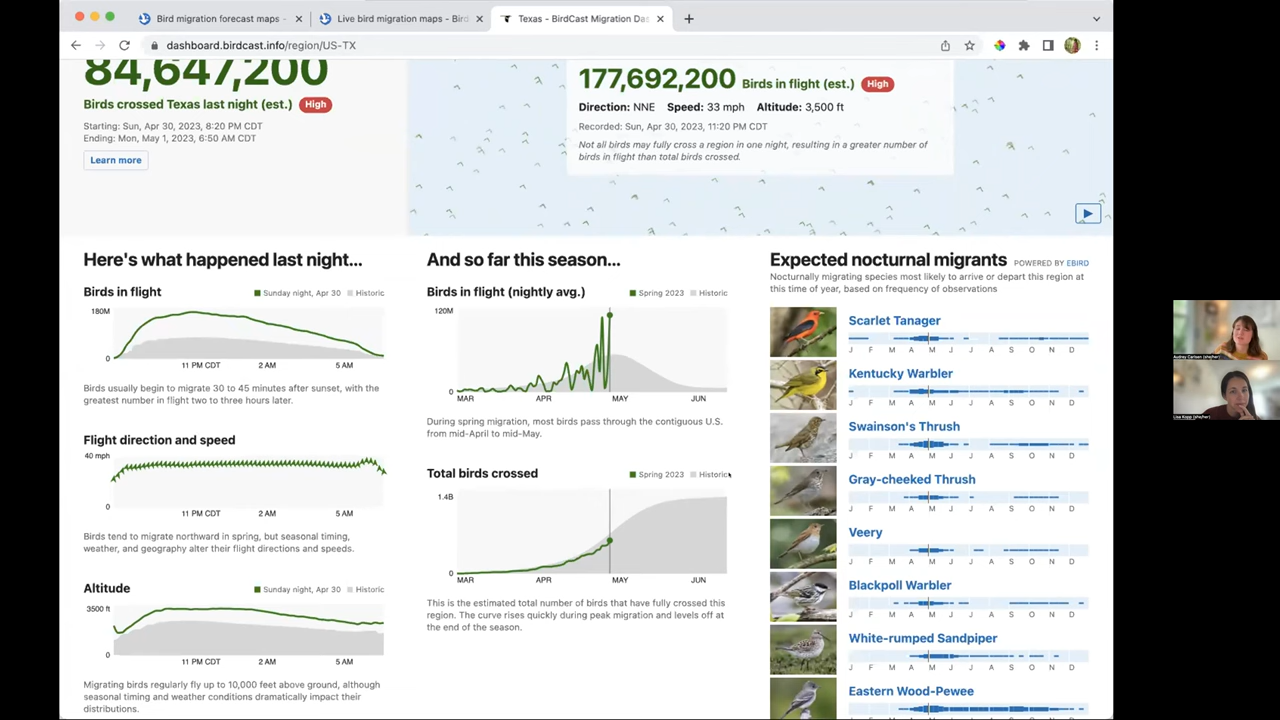 Bird migration forecast maps -
Live bird migration maps - Bird
Texas - BirdCast Migration Das
dashboard.birdcast.info/region/US-TX
84,647,200
Birds crossed Texas last night (est.) High
Starting: Sun, Apr 30, 2023, 8:20 PM CDT
Ending: Mon, May 1, 2023, 6:50 AM CDT
Learn more
177,692,200 Birds in flight (est.) High
Direction: NNE Speed: 33 mph Altitude: 3,500 ft
Recorded: Sun, Apr 30, 2023, 11:20 PM CDT
Not all birds may fully cross a region in one night, resulting in a greater number of
birds in flight than total birds crossed.
Here's what happened last night...
Birds in flight
Sunday night, Apr 30 Historic
180M
0
11 PM CDT 2 AM 5 AM
Birds usually begin to migrate 30 to 45 minutes after sunset, with the
greatest number in flight two to three hours later.
Flight direction and speed
40 mph
0
11 PM CDT 2 AM 5 AM
Birds tend to migrate northward in spring, but seasonal timing,
weather, and geography alter their flight directions and speeds.
Altitude
Sunday night, Apr 30 Historic
3500 ft
0
11 PM CDT 2 AM 5 AM
Migrating birds regularly fly up to 10,000 feet above ground, although
seasonal timing and weather conditions dramatically impact their
distributions.
And so far this season...
Birds in flight (nightly avg.)
Spring 2023 Historic
120M
0
MAR APR MAY JUN
During spring migration, most birds pass through the contiguous U.S.
from mid-April to mid-May.
Total birds crossed
Spring 2023 Historic
1.4B
0
MAR APR MAY JUN
This is the estimated total number of birds that have fully crossed this
region. The curve rises quickly during peak migration and levels off at
the end of the season.
Expected nocturnal migrants POWERED BY EBIRD
Nocturnally migrating species most likely to arrive or depart this region at
this time of year, based on frequency of observations
Scarlet Tanager
J F M A M J J A S O N D
Kentucky Warbler
J F M A M J J A S O N D
Swainson's Thrush
J F M A M J J A S O N D
Gray-cheeked Thrush
J F M A M J J A S O N D
Veery
J F M A M J J A S O N D
Blackpoll Warbler
J F M A M J J A S O N D
White-rumped Sandpiper
J F M A M J J A S O N D
Eastern Wood-Pewee
Audrey Carlsen (she/her)
Lisa Kopp (she/her)